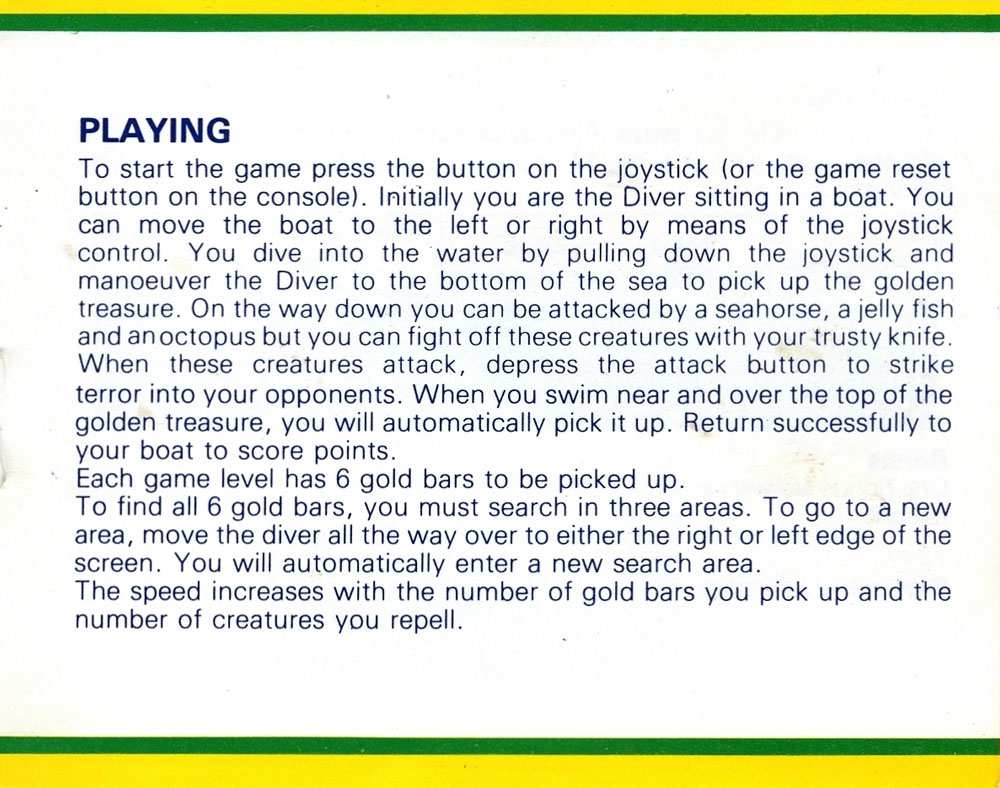 PLAYING
To start the game press the button on the joystick (or the game reset
button on the console). Initially you are the Diver sitting in a boat. You
can move the boat to the left or right by means of the joystick
control. You dive into the water by pulling down the joystick and
manoeuver the Diver to the bottom of the sea to pick up the golden
treasure. On the way down you can be attacked by a seahorse, a jelly fish
and an octopus but you can fight off these creatures with your trusty knife.
When these creatures attack, depress the attack button to strike
terror into your opponents. When you swim near and over the top of the
golden treasure, you will automatically pick it up. Return successfully to
your boat to score points.
Each game level has 6 gold bars to be picked up.
To find all 6 gold bars, you must search in three areas. To go to a new
area, move the diver all the way over to either the right or left edge of the
screen. You will automatically enter a new search area.
The speed increases with the number of gold bars you pick up and the
number of creatures you repell.